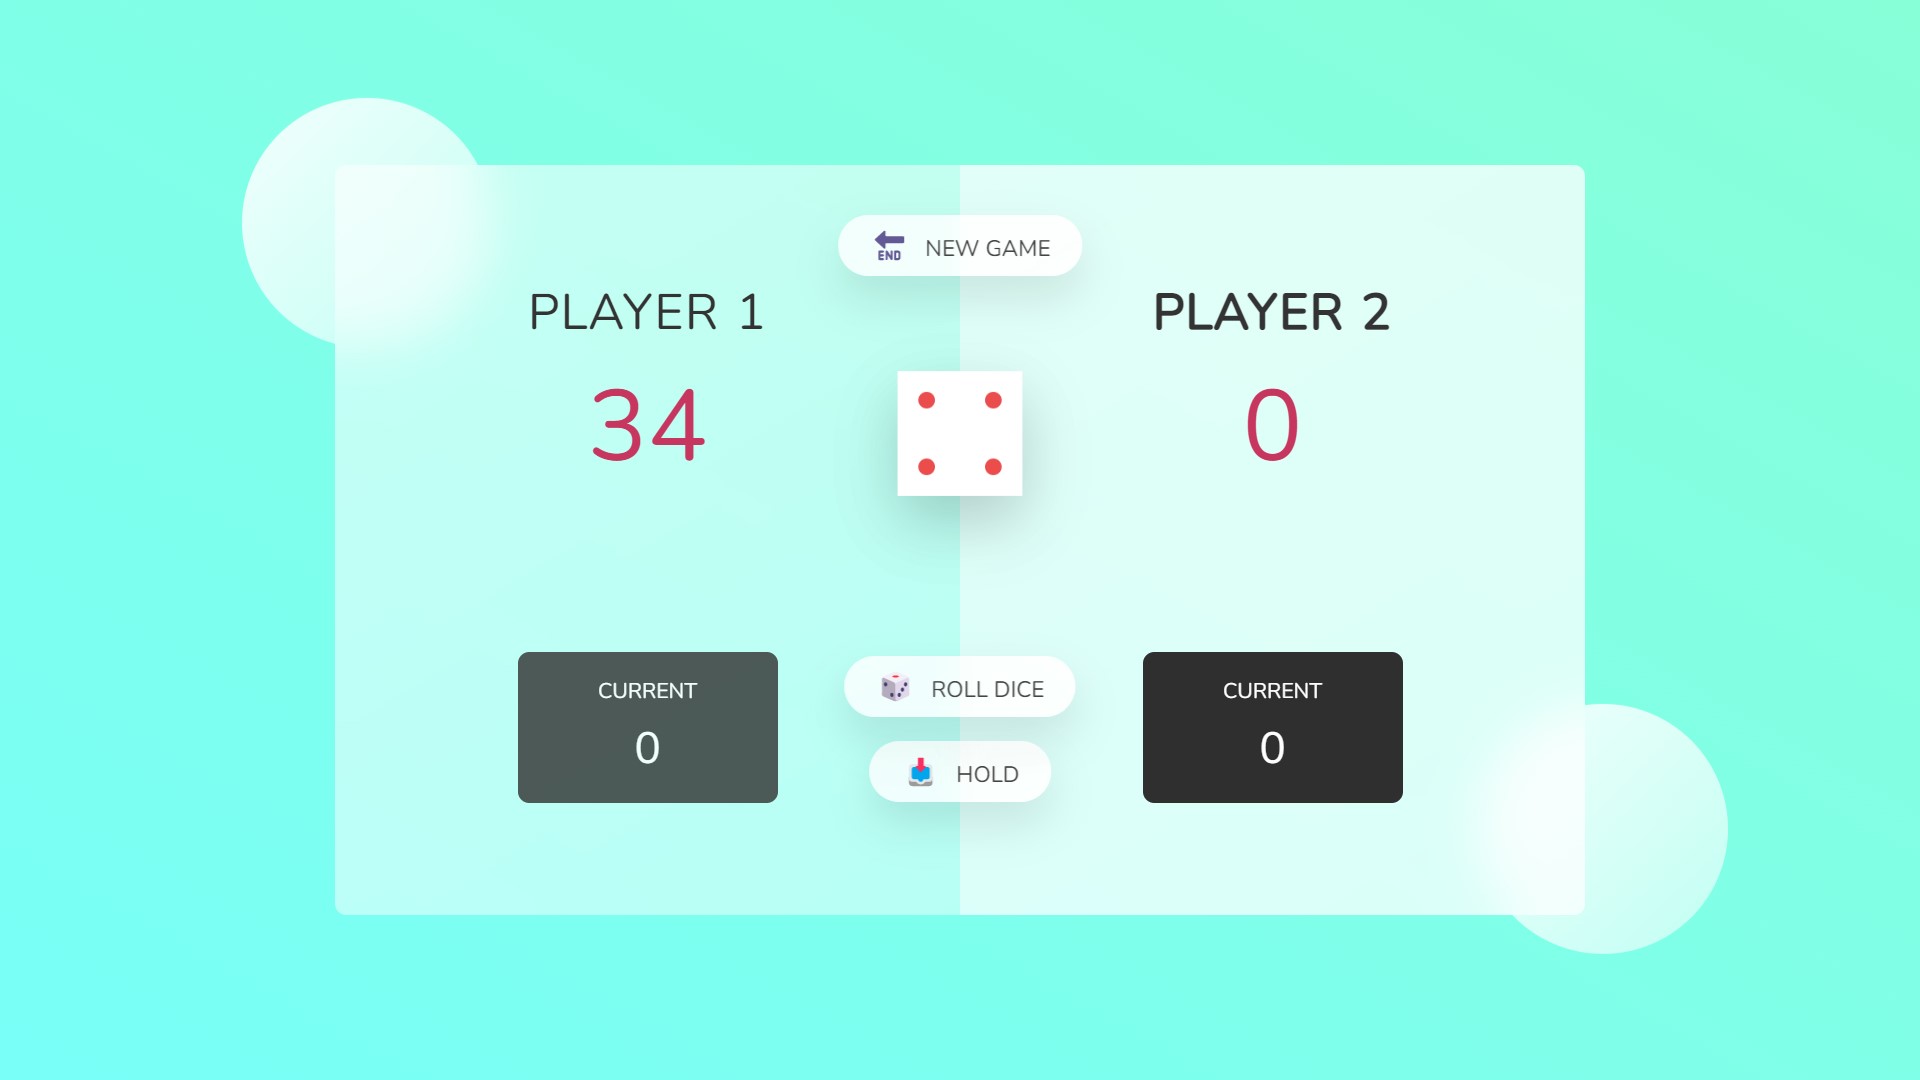 END NEW GAME
PLAYER 1
34
PLAYER 2
0
CURRENT
0
ROLL DICE
HOLD
CURRENT
0